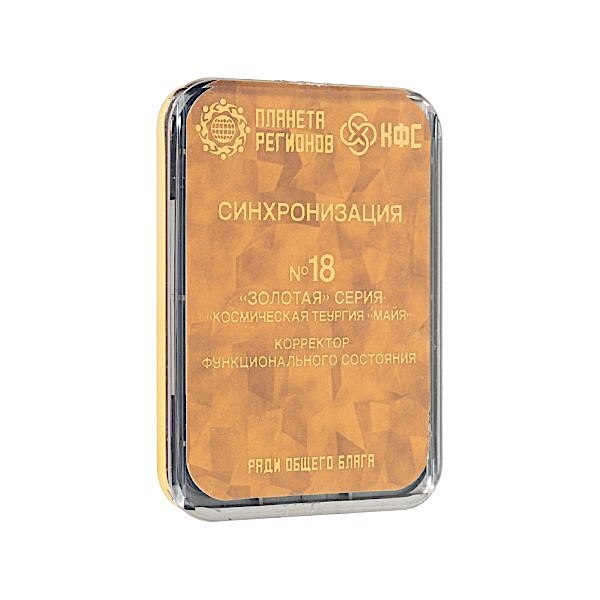 ПЛАНЕТА
РЕГИОНОВ
КФС
СИНХРОНИЗАЦИЯ
№18
«ЗОЛОТАЯ» СЕРИЯ
"КОСМИЧЕСКАЯ ТЕУРГИЯ «МАЙЯ»
КОРРЕКТОР
ФУНКЦИОНАЛЬНОГО СОСТОЯНИЯ
РАДИ ОБЩЕГО БЛАГА